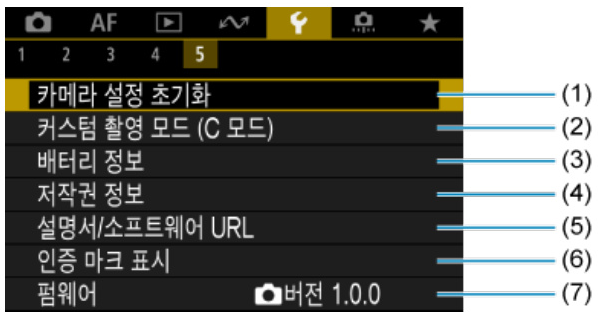 AF
1 2 3 4 5
카메라 설정 초기화 (1)
커스텀 촬영 모드 (C 모드) (2)
배터리 정보 (3)
저작권 정보 (4)
설명서/소프트웨어 URL (5)
인증 마크 표시 (6)
펌웨어 버전 1.0.0 (7)